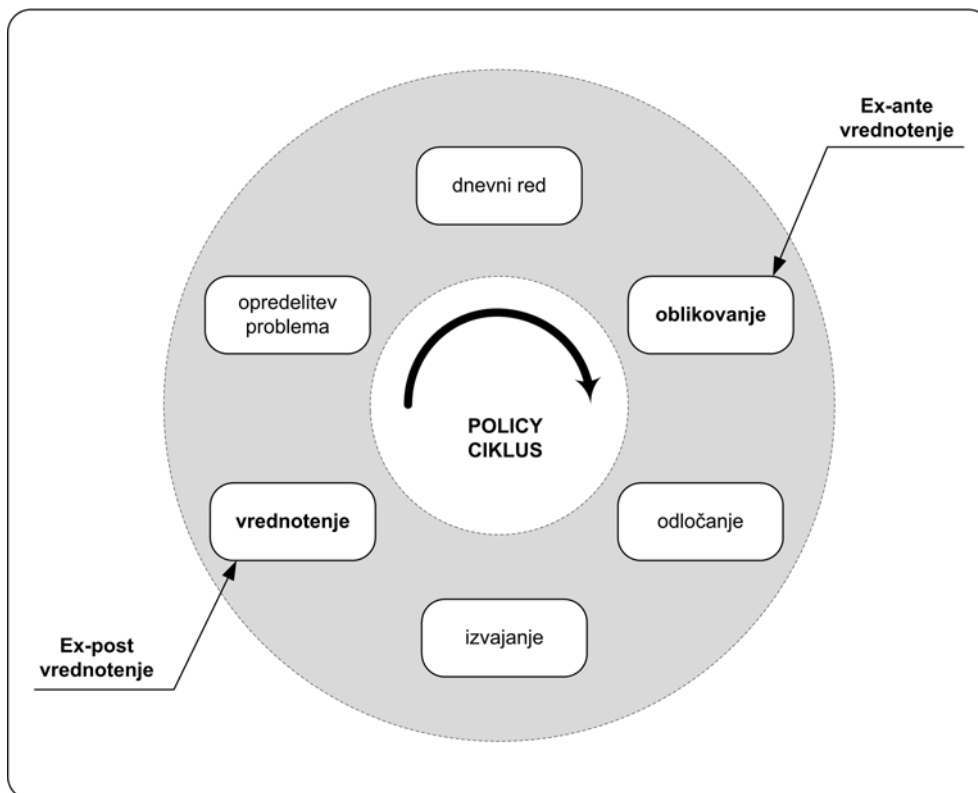 Ex-ante
vrednotenje
dnevni red
opredelitev
problema
oblikovanje
POLICY
CIKLUS
vrednotenje
odločanje
izvajanje
Ex-post
vrednotenje